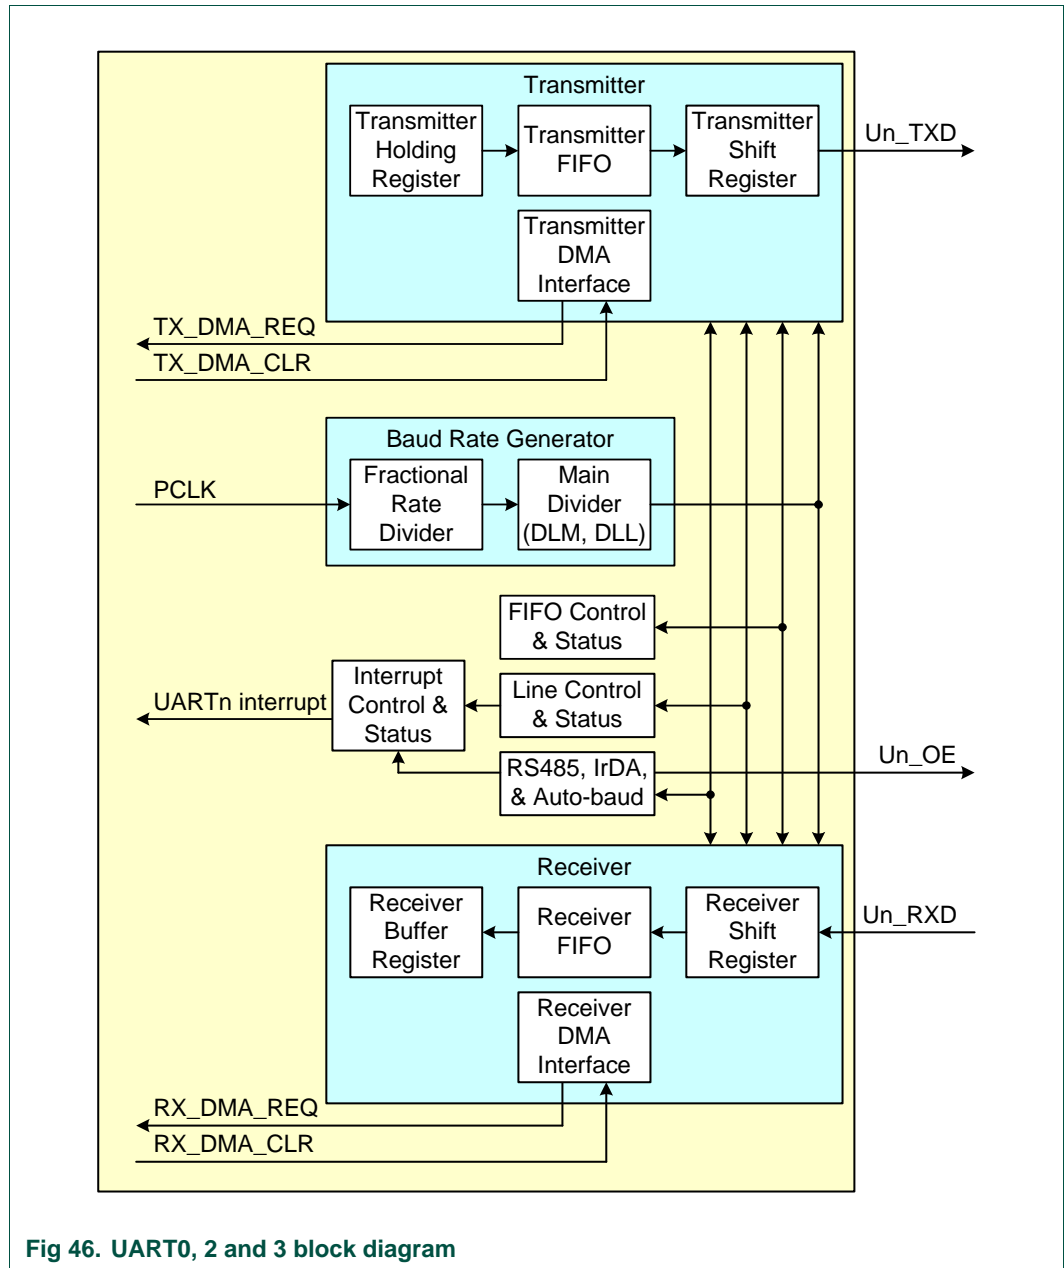 Transmitter
Transmitter
Holding
Register
Transmitter
FIFO
Transmitter
Shift
Register
Un_TXD
Transmitter
DMA
Interface
TX_DMA_REQ
TX_DMA_CLR
Baud Rate Generator
PCLK
Fractional
Rate
Divider
Main
Divider
(DLM, DLL)
FIFO Control
& Status
UARTn interrupt
Interrupt
Control &
Status
Line Control
& Status
RS485, IrDA,
& Auto-baud
Un_OE
Receiver
Receiver
Buffer
Register
Receiver
FIFO
Receiver
Shift
Register
Un_RXD
Receiver
DMA
Interface
RX_DMA_REQ
RX_DMA_CLR
Fig 46. UART0, 2 and 3 block diagram